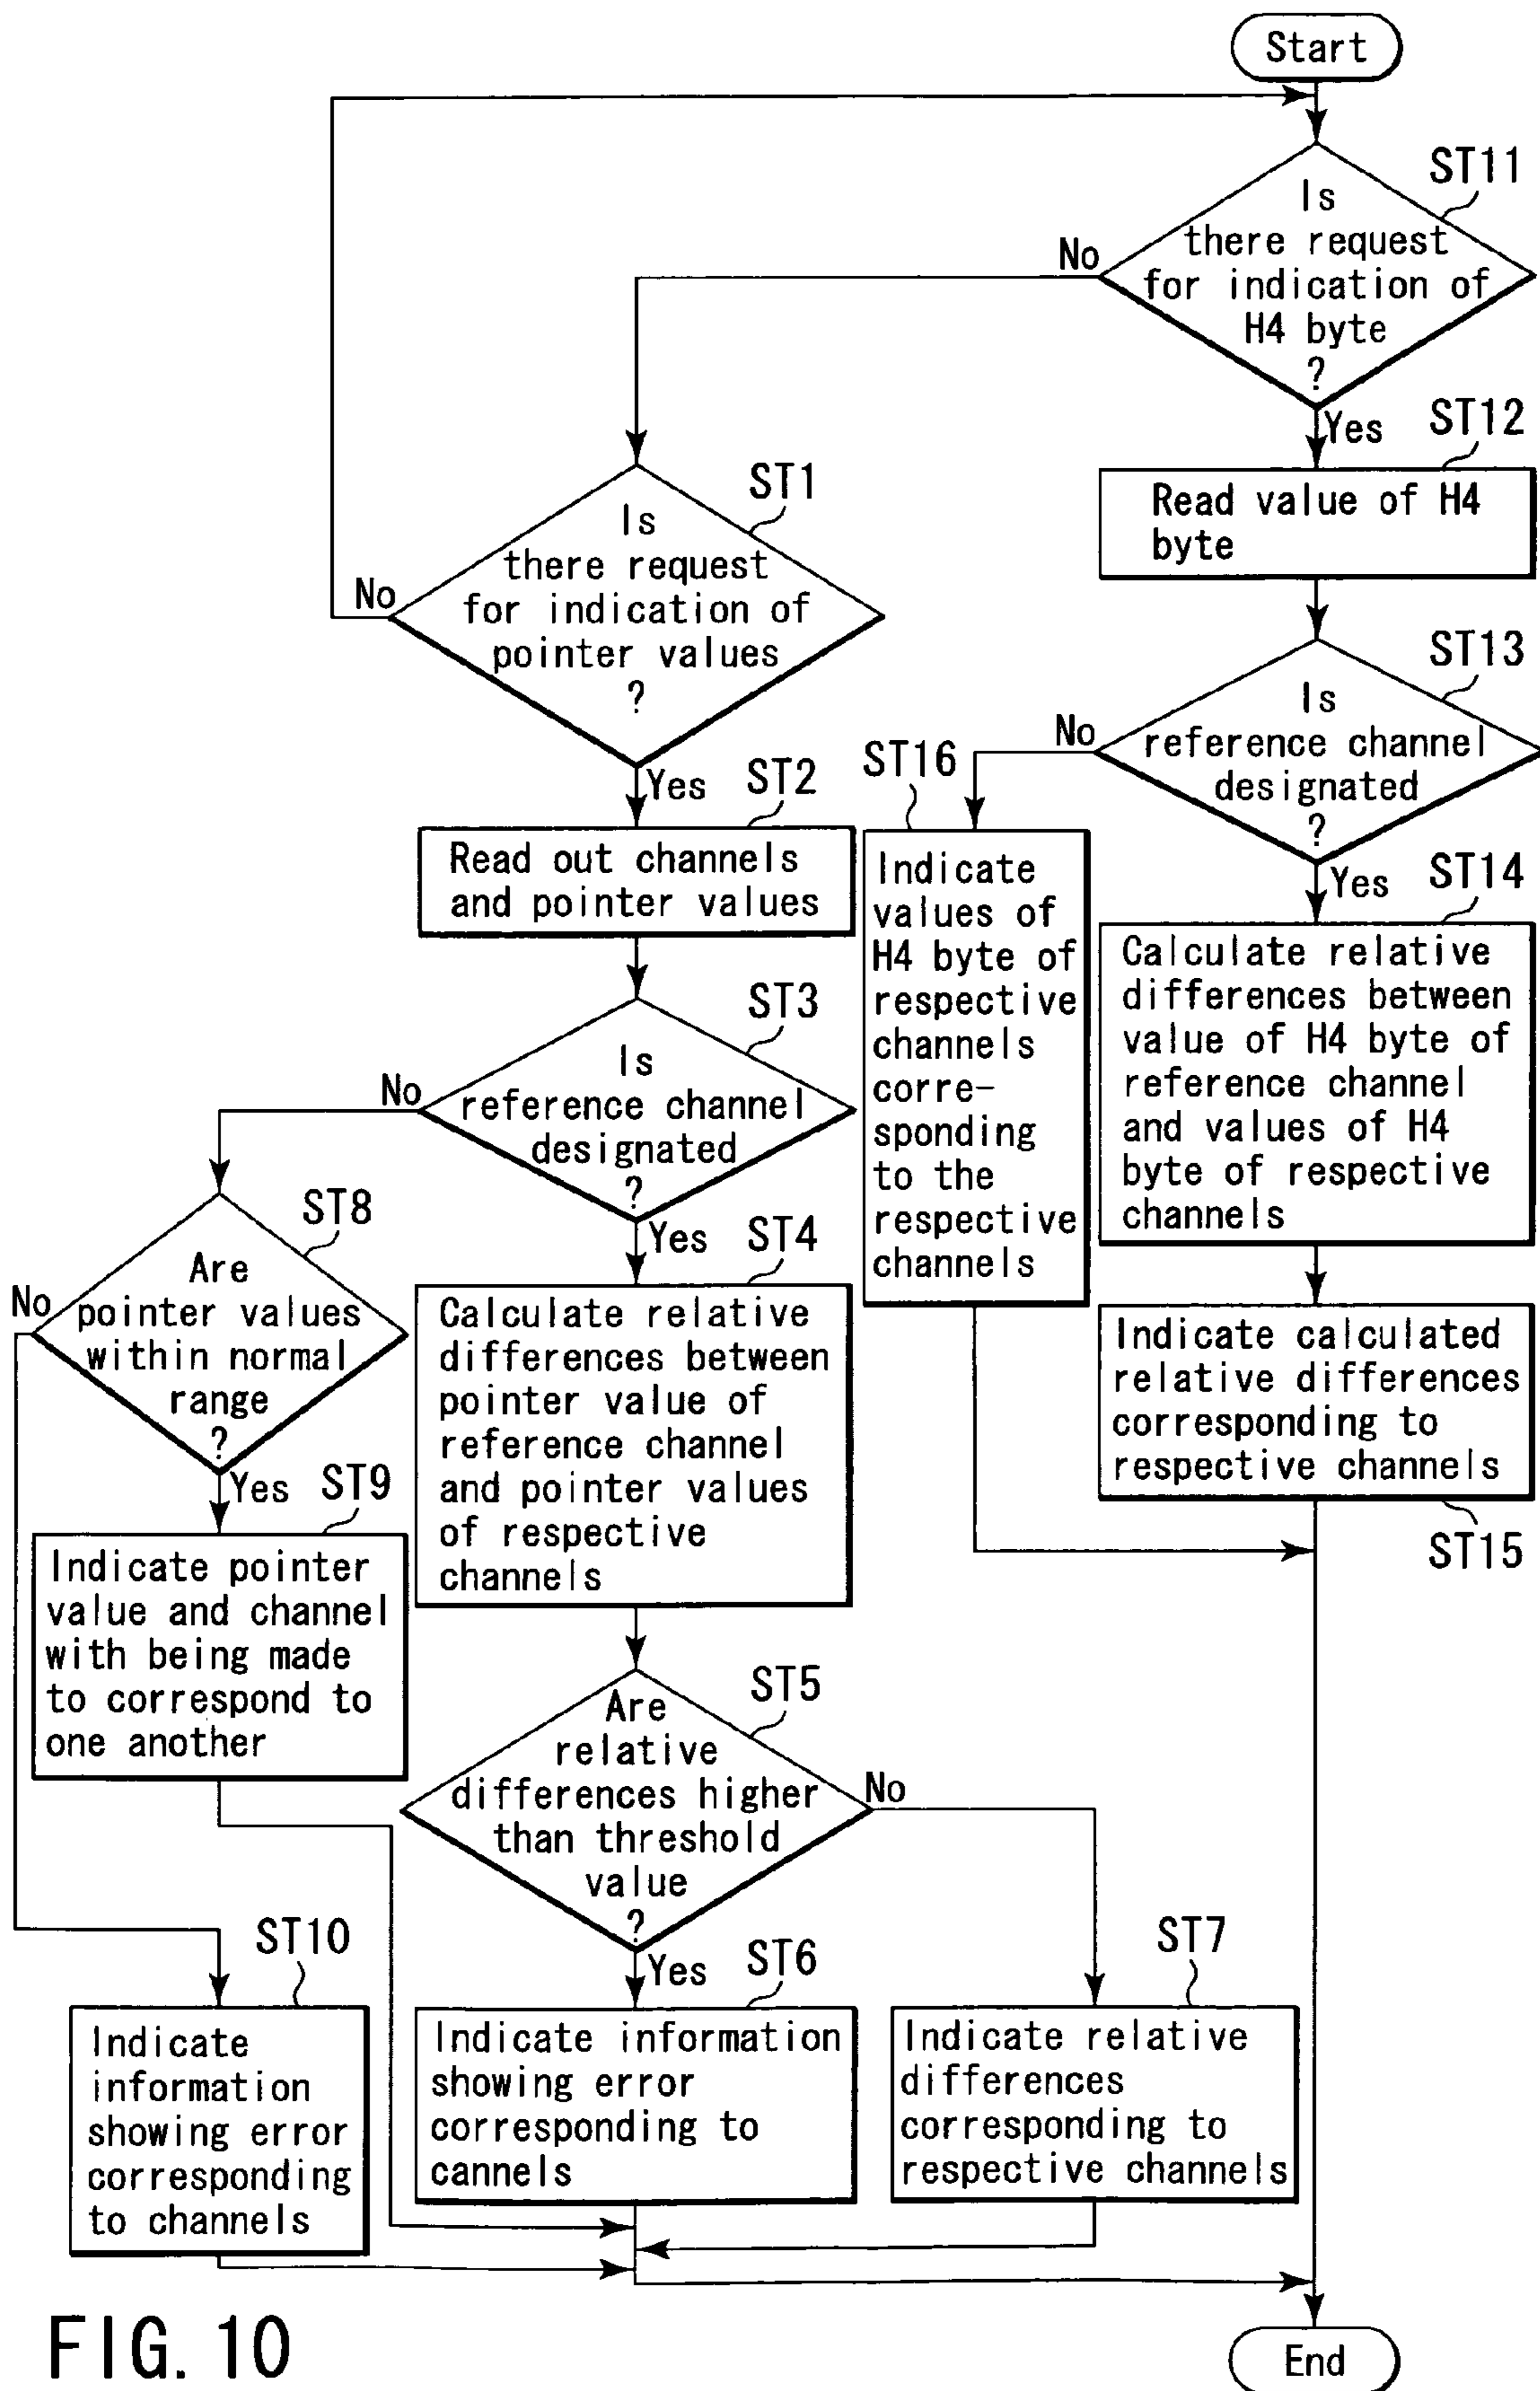 Start
ST11
Is
there request
for indication of
H4 byte
?
No
Yes
ST12
Read value of H4
byte
ST1
Is
there request
for indication of
pointer values
?
No
Yes
ST13
Is
reference channel
designated
?
No
Yes
ST2
Read out channels
and pointer values
ST16
Indicate
values of
H4 byte of
respective
channels
corre-
sponding
to the
respective
channels
ST14
Calculate relative
differences between
value of H4 byte of
reference channel
and values of H4
byte of respective
channels
ST3
Is
reference channel
designated
?
No
Yes
ST8
Are
pointer values
within normal
range
?
No
Yes
ST4
Calculate relative
differences between
pointer value of
reference channel
and pointer values
of respective
channels
Indicate calculated
relative differences
corresponding to
respective channels
ST15
ST9
Indicate pointer
value and channel
with being made
to correspond to
one another
ST5
Are
relative
differences higher
than threshold
value
?
No
Yes
ST10
Indicate
information
showing error
corresponding
to channels
ST6
Indicate information
showing error
corresponding to
cannels
ST7
Indicate relative
differences
corresponding to
respective channels
End
FIG. 10